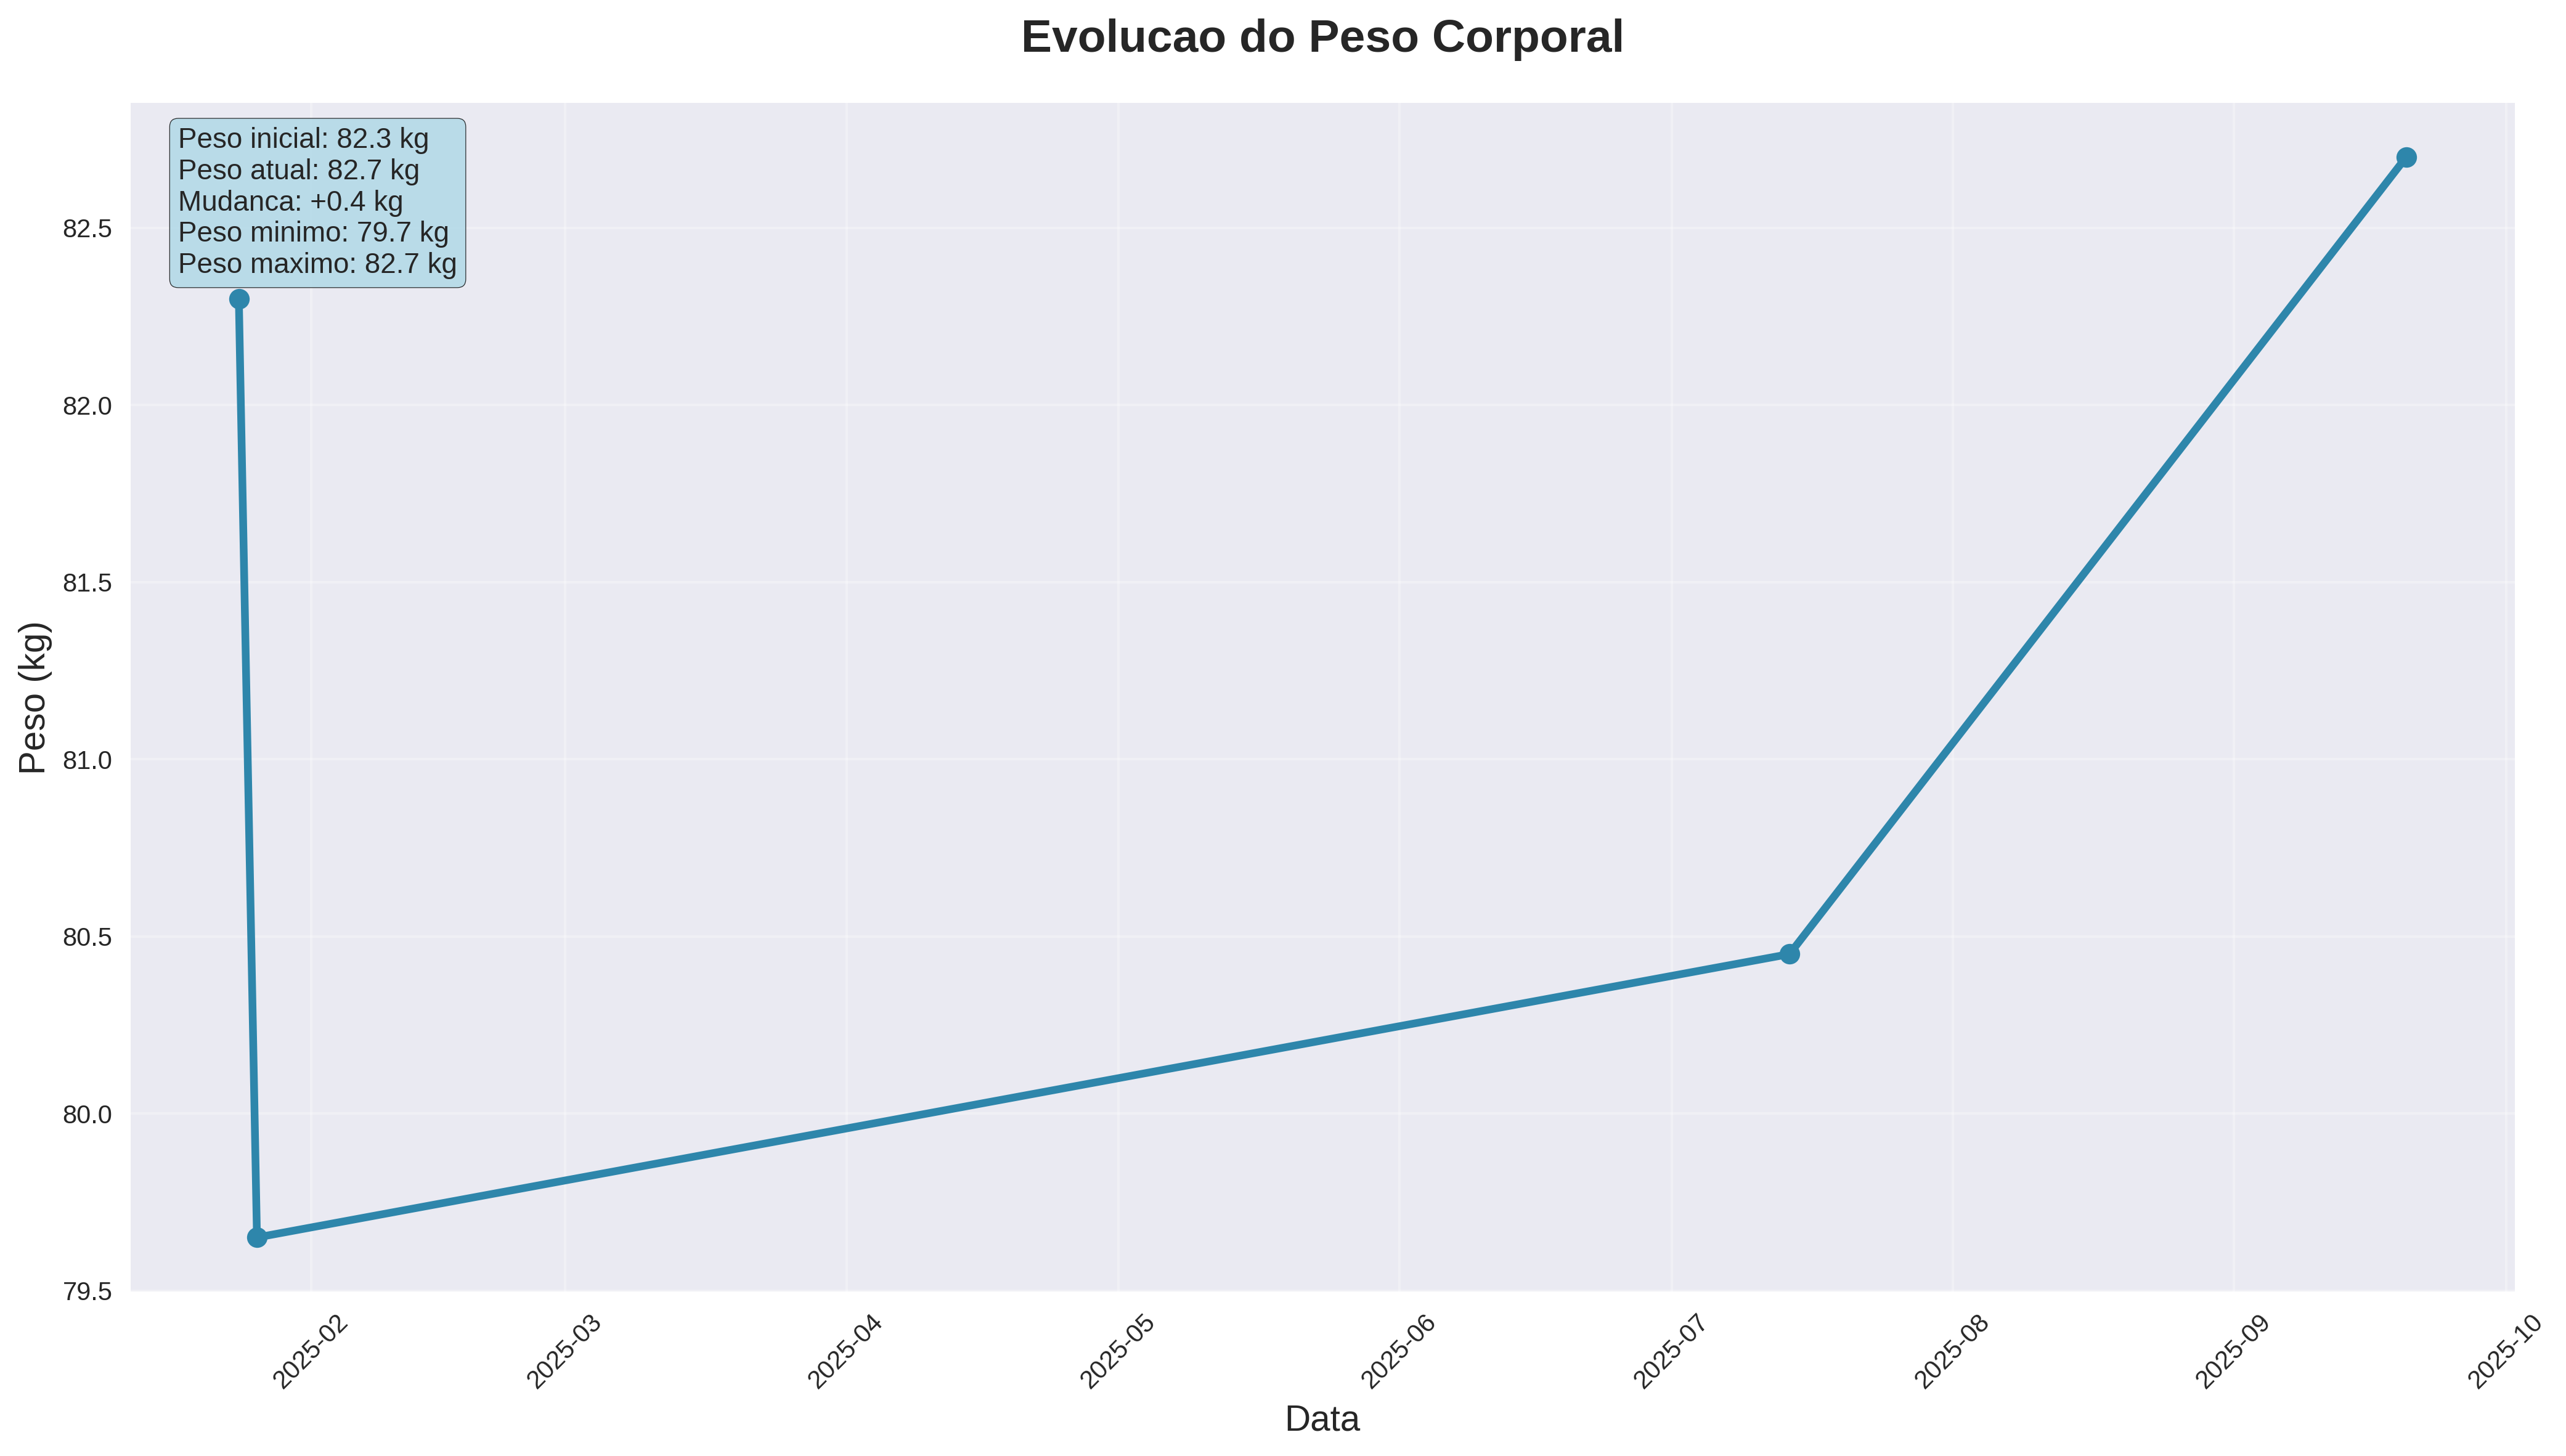 Evolucao do Peso Corporal
Peso inicial: 82.3 kg
Peso atual: 82.7 kg
Mudanca: +0.4 kg
Peso minimo: 79.7 kg
Peso maximo: 82.7 kg
Peso (kg)
82.5
82.0
81.5
81.0
80.5
80.0
79.5
2025-02
2025-03
2025-04
2025-05
2025-06
2025-07
2025-08
2025-09
2025-10
Data